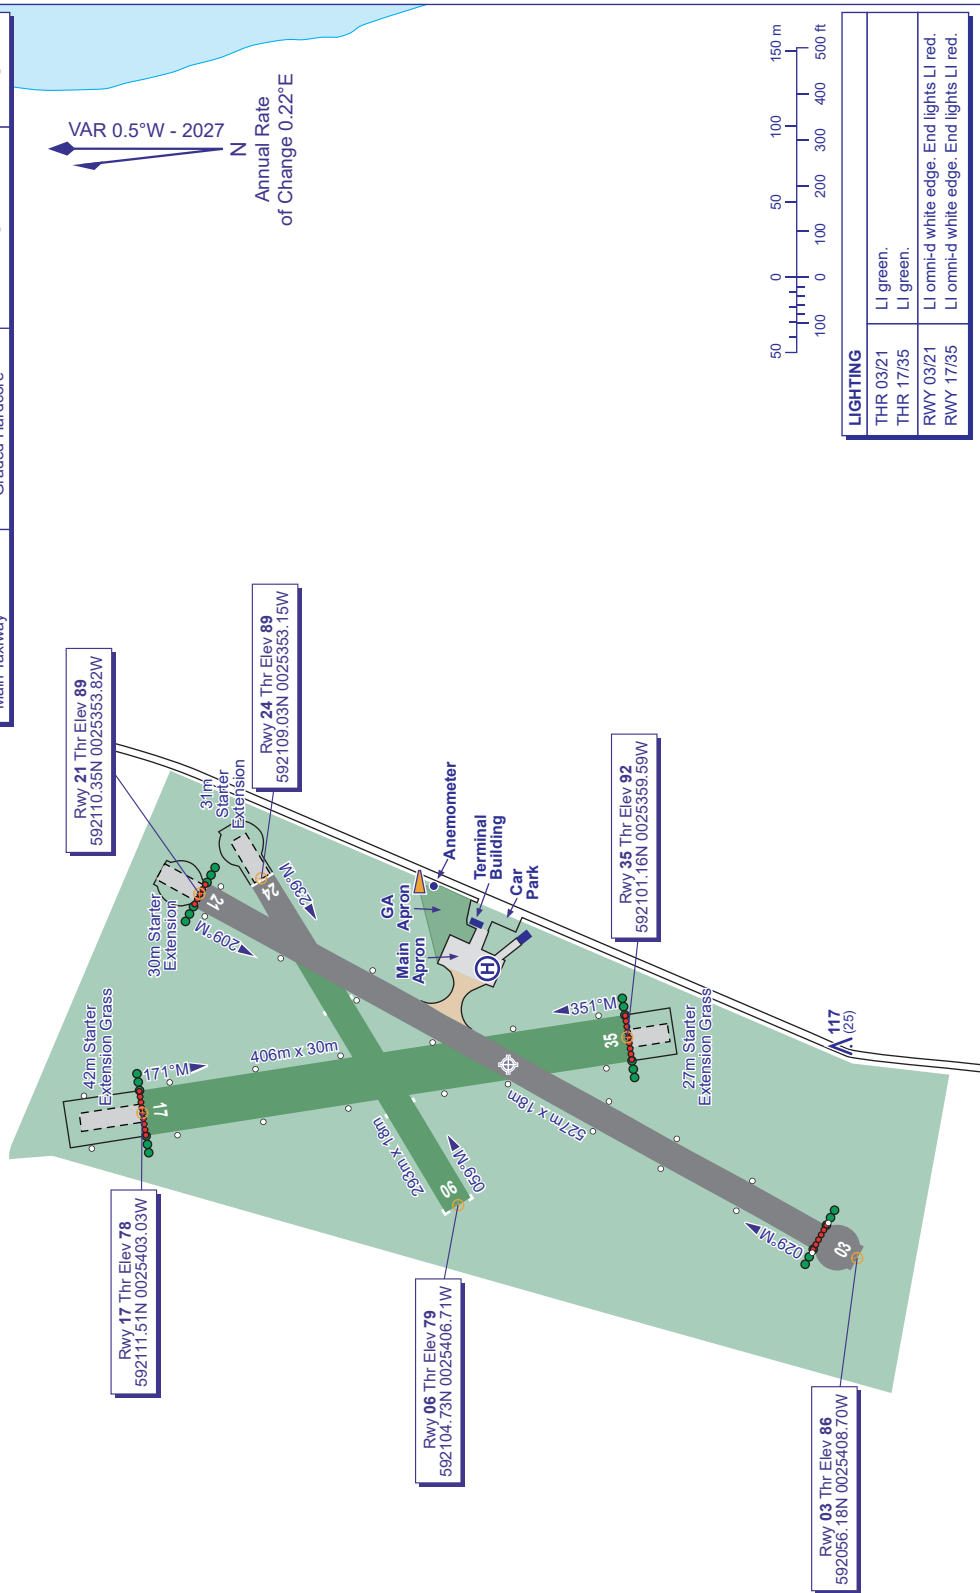 Main Taxiway
Graded Hardcore
VAR 0.5°W - 2027
N
Annual Rate
of Change 0.22°E
50
0
50
100
150 m
100
0
100
200
300
400
500 ft
LIGHTING
THR 03/21 LI green.
THR 17/35 LI green.
RWY 03/21 LI omni-d white edge. End lights LI red.
RWY 17/35 LI omni-d white edge. End lights LI red.
Rwy 21 Thr Elev 89
592110.35N 0025353.82W
Rwy 24 Thr Elev 89
592109.03N 0025353.15W
31m
Starter
Extension
30m Starter
Extension
21
24
209°M
239°M
42m Starter
Extension Grass
171°M
17
406m x 30m
GA
Apron
Main
Apron
Anemometer
Terminal
Building
Car
Park
H
Rwy 35 Thr Elev 92
592101.16N 0025359.59W
351°M
35
27m Starter
Extension Grass
117
(25)
293m x 18m
059°M
06
527m x 18m
029°M
03
Rwy 17 Thr Elev 78
592111.51N 0025403.03W
Rwy 06 Thr Elev 79
592104.73N 0025406.71W
Rwy 03 Thr Elev 86
592056.18N 0025408.70W